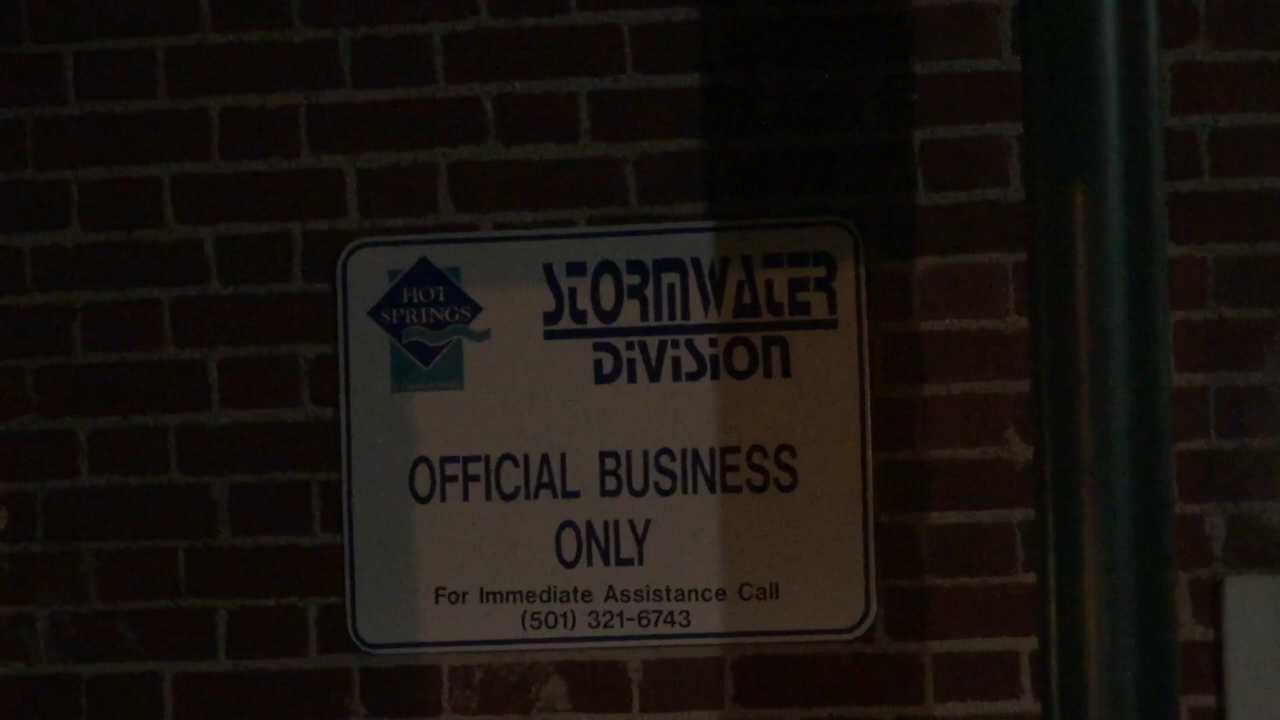 HOT
SPRINGS
STORMWATER
DIVISION
OFFICIAL BUSINESS
ONLY
For Immediate Assistance Call
(501) 321-6743